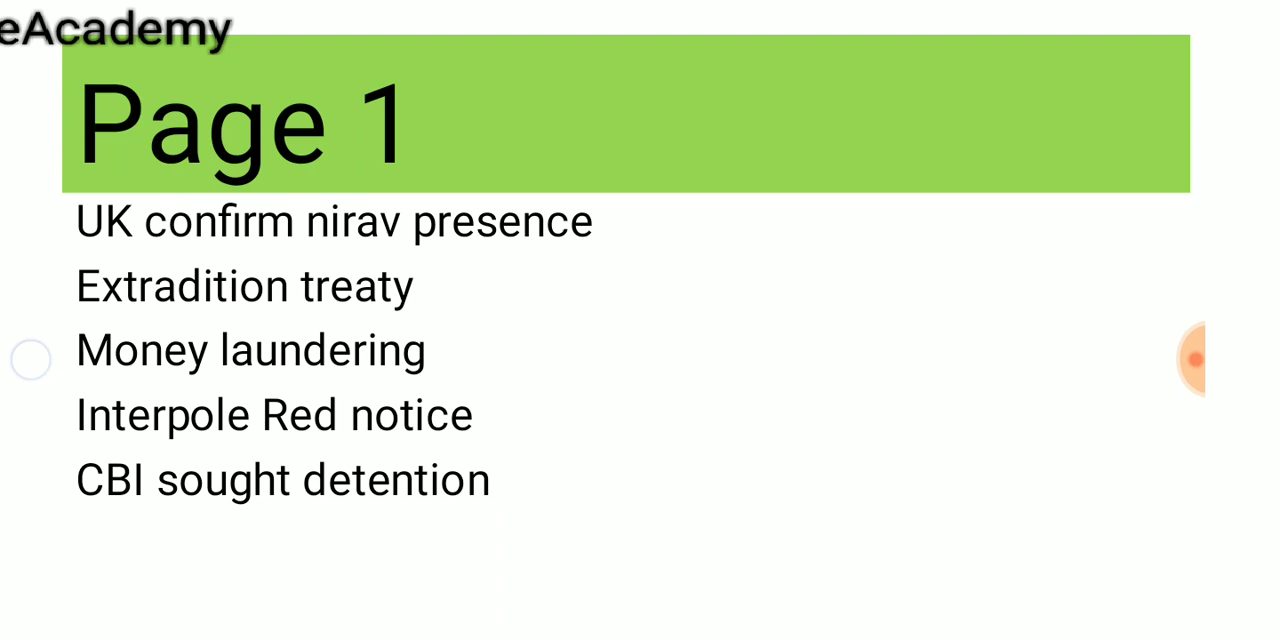 eAcademy
Page 1
UK confirm nirav presence
Extradition treaty
Money laundering
Interpole Red notice
CBI sought detention